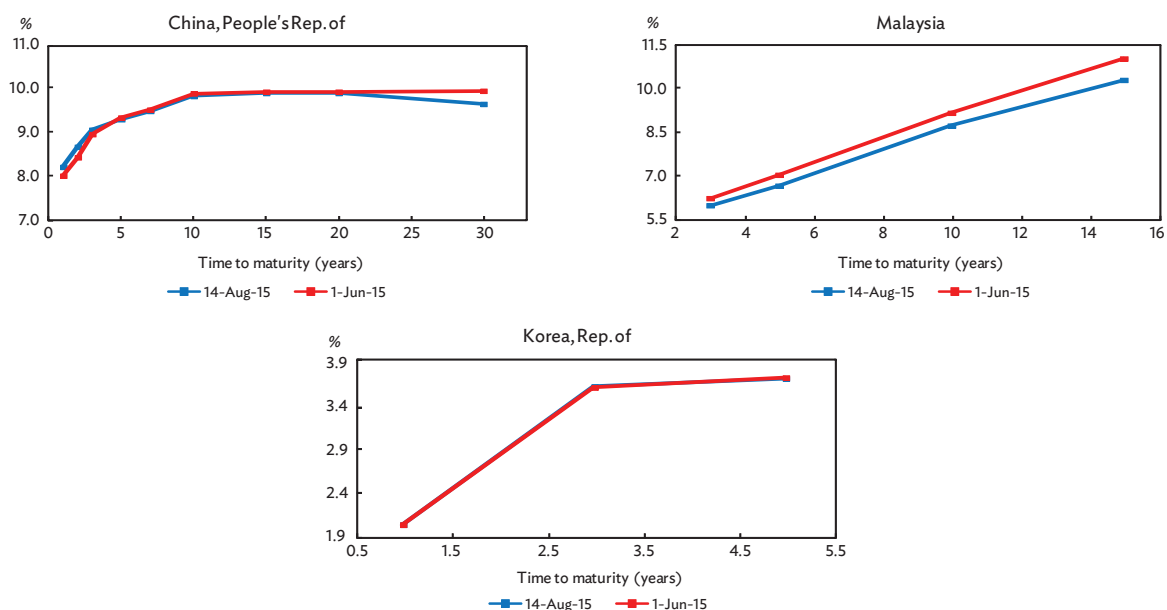 China, People's Rep. of
%
11.0
10.0
9.0
8.0
7.0
0 5 10 15 20 25 30
Time to maturity (years)
14-Aug-15 1-Jun-15
Malaysia
%
11.5
10.0
8.5
7.0
5.5
2 4 6 8 10 12 14 16
Time to maturity (years)
14-Aug-15 1-Jun-15
Korea, Rep. of
%
3.9
3.4
2.9
2.4
1.9
0.5 1.5 2.5 3.5 4.5 5.5
Time to maturity (years)
14-Aug-15 1-Jun-15